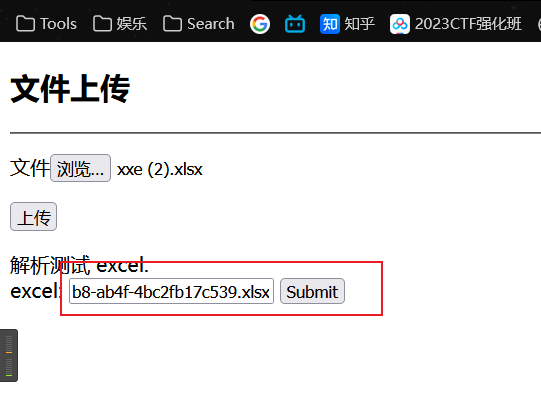 Tools 娱乐 Search 知 知乎 2023CTF强化班
文件上传
文件 浏览... xxe (2).xlsx
上传
解析测试 excel.
excel: b8-ab4f-4bc2fb17c539.xlsx Submit